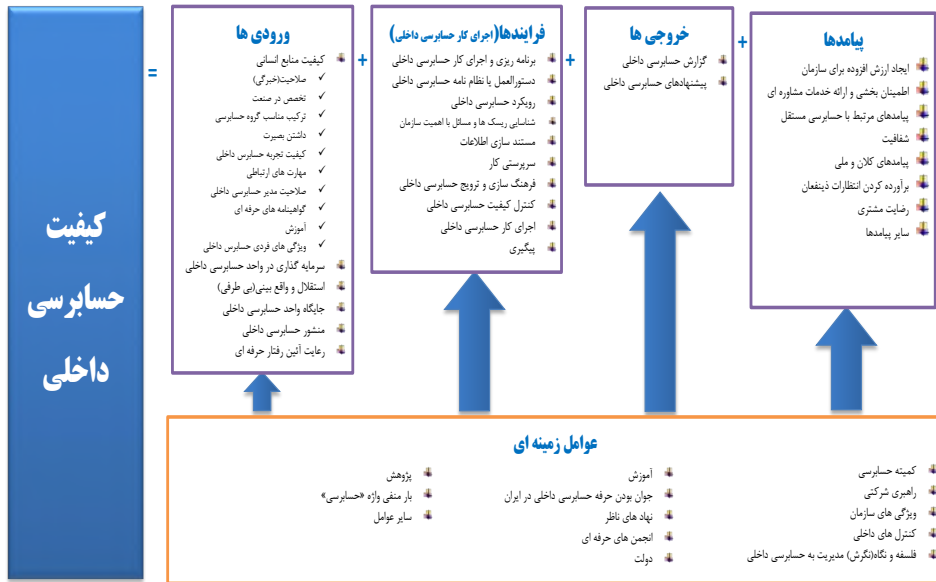 پیامدها
ایجاد ارزش افزوده برای سازمان
اطمینان بخشی و ارائه خدمات مشاوره ای
پیامدهای مرتبط با حسابرسی مستقل
شفافیت
پیامدهای کلان و ملی
برآورده کردن انتظارات ذینفعان
رضایت مشتری
سایر پیامدها
+
خروجی ها
گزارش حسابرسی داخلی
پیشنهادهای حسابرسی داخلی
+
فرایندها(اجرای کار حسابرسی داخلی)
برنامه ریزی و اجرای کار حسابرسی داخلی
دستورالعمل یا نظام نامه حسابرسی داخلی
رویکرد حسابرسی داخلی
شناسایی ریسک ها و مسائل با اهمیت سازمان
مستند سازی اطلاعات
سرپرستی کار
فرهنگ سازی و ترویج حسابرسی داخلی
کنترل کیفیت حسابرسی داخلی
اجرای کار حسابرسی داخلی
پیگیری
+
ورودی ها
کیفیت منابع انسانی
✓ صلاحیت(خبرگی)
✓ تخصص در صنعت
✓ ترکیب مناسب گروه حسابرسی
✓ داشتن بصیرت
✓ کیفیت تجربه حسابرس داخلی
✓ مهارت های ارتباطی
✓ صلاحیت مدیر حسابرسی داخلی
✓ گواهینامه های حرفه ای
✓ آموزش
✓ ویژگی های فردی حسابرس داخلی
سرمایه گذاری در واحد حسابرسی داخلی
استقلال و واقع بینی(بی طرفی)
جایگاه واحد حسابرسی داخلی
منشور حسابرسی داخلی
رعایت آئین رفتار حرفه ای
=
کیفیت
حسابرسی
داخلی
عوامل زمینه ای
کمیته حسابرسی
راهبری شرکتی
ویژگی های سازمان
کنترل های داخلی
فلسفه و نگاه(نگرش) مدیریت به حسابرسی داخلی
آموزش
جوان بودن حرفه حسابرسی داخلی در ایران
نهاد های ناظر
انجمن های حرفه ای
دولت
پژوهش
بار منفی واژه «حسابرسی»
سایر عوامل